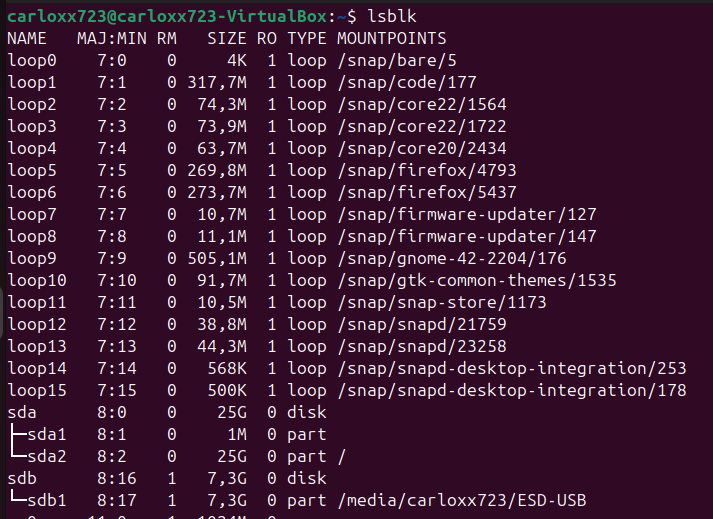 carloxx723@carloxx723-VirtualBox:~$ lsblk
NAME   MAJ:MIN RM   SIZE RO TYPE MOUNTPOINTS
loop0    7:0    0     4K  1 loop /snap/bare/5
loop1    7:1    0 317,7M  1 loop /snap/code/177
loop2    7:2    0  74,3M  1 loop /snap/core22/1564
loop3    7:3    0  73,9M  1 loop /snap/core22/1722
loop4    7:4    0  63,7M  1 loop /snap/core20/2434
loop5    7:5    0 269,8M  1 loop /snap/firefox/4793
loop6    7:6    0 273,7M  1 loop /snap/firefox/5437
loop7    7:7    0  10,7M  1 loop /snap/firmware-updater/127
loop8    7:8    0  11,1M  1 loop /snap/firmware-updater/147
loop9    7:9    0 505,1M  1 loop /snap/gnome-42-2204/176
loop10   7:10   0  91,7M  1 loop /snap/gtk-common-themes/1535
loop11   7:11   0  10,5M  1 loop /snap/snap-store/1173
loop12   7:12   0  38,8M  1 loop /snap/snapd/21759
loop13   7:13   0  44,3M  1 loop /snap/snapd/23258
loop14   7:14   0   568K  1 loop /snap/snapd-desktop-integration/253
loop15   7:15   0   500K  1 loop /snap/snapd-desktop-integration/178
sda      8:0    0    25G  0 disk
├─sda1   8:1    0     1M  0 part
└─sda2   8:2    0    25G  0 part /
sdb      8:16   1   7,3G  0 disk
└─sdb1   8:17   1   7,3G  0 part /media/carloxx723/ESD-USB